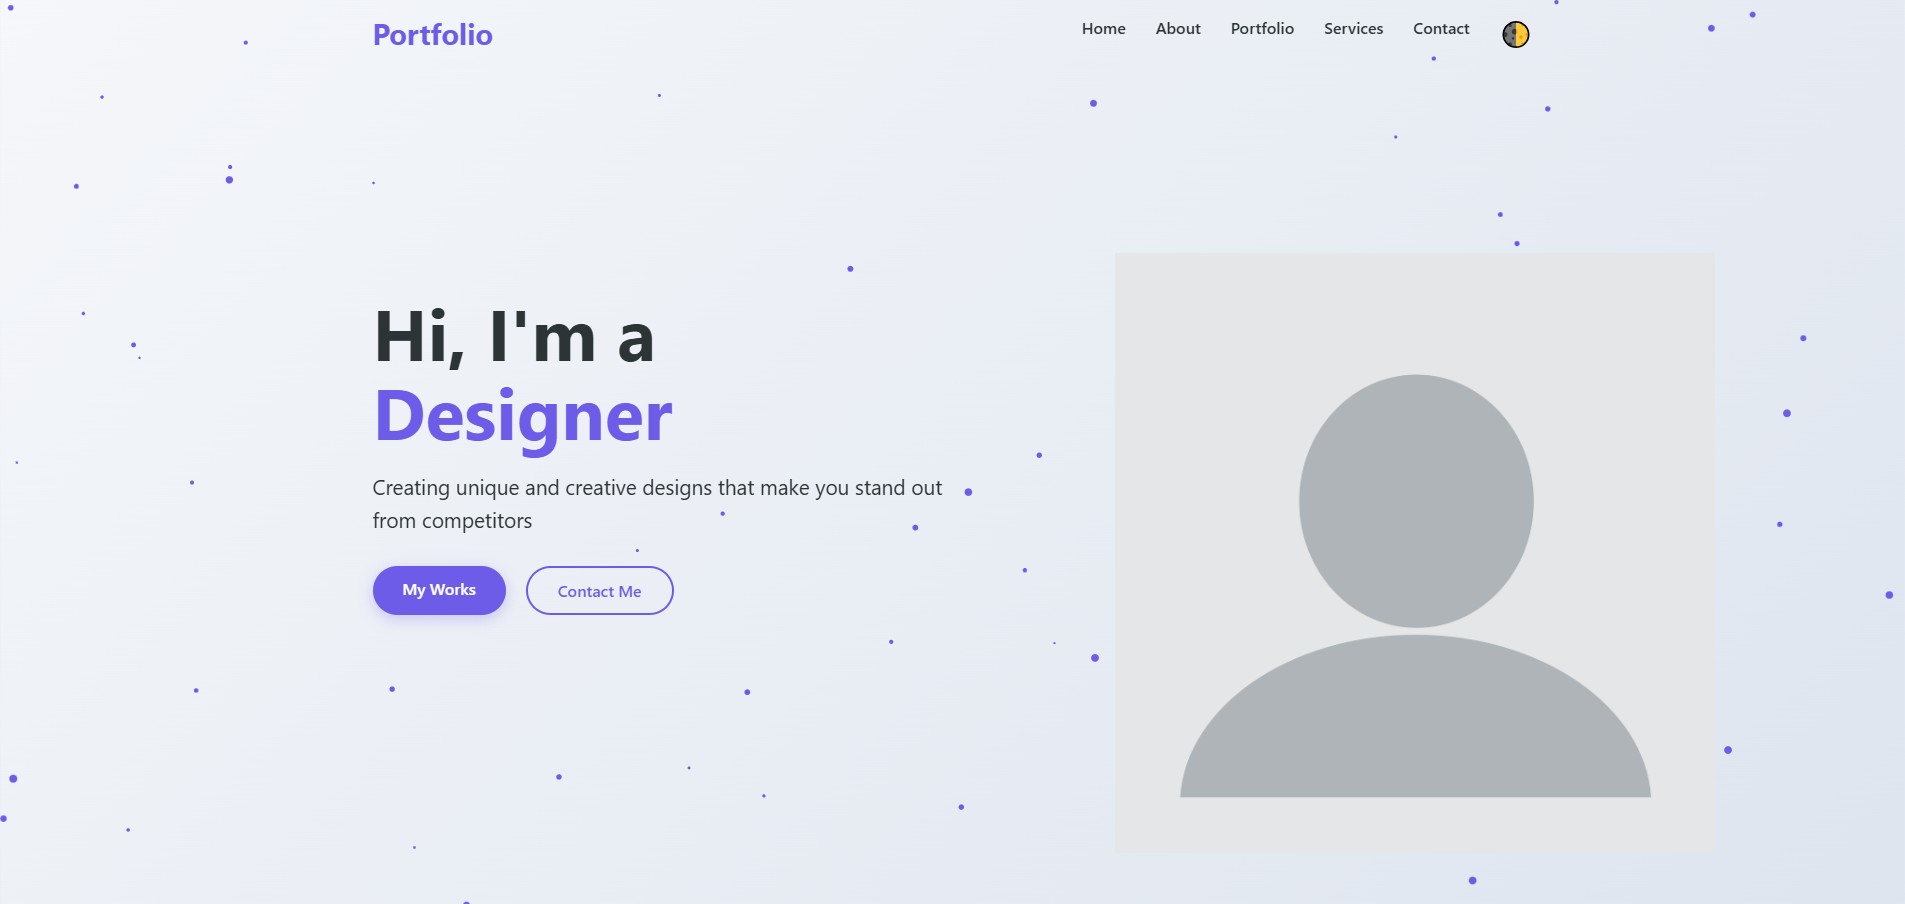 Portfolio
Home About Portfolio Services Contact
Hi, I'm a
Designer
Creating unique and creative designs that make you stand out
from competitors
My Works Contact Me